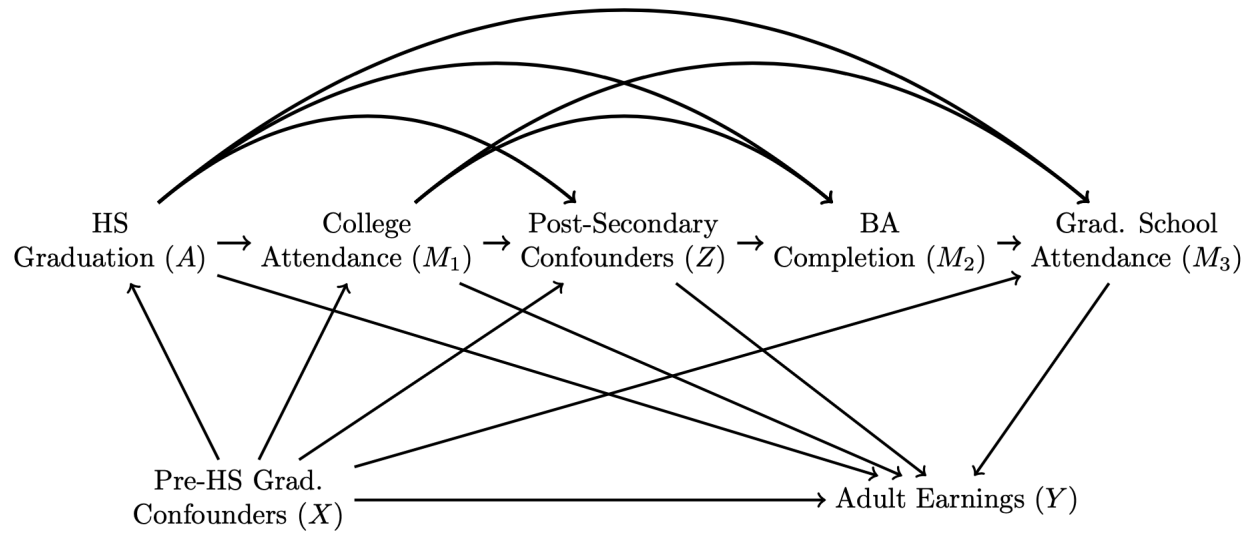 HS
Graduation (A)
College
Attendance (M₁)
Post-Secondary
Confounders (Z)
BA
Completion (M₂)
Grad. School
Attendance (M₃)
Pre-HS Grad.
Confounders (X)
Adult Earnings (Y)